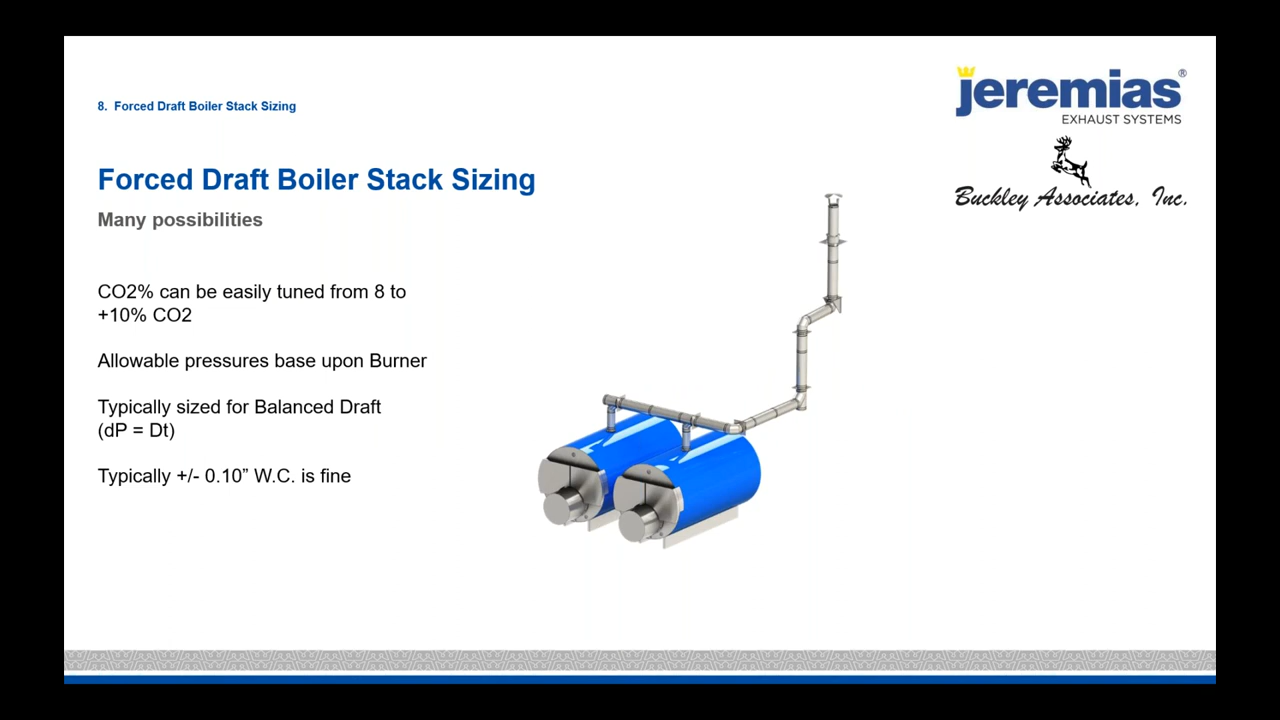 8. Forced Draft Boiler Stack Sizing
jeremias®
EXHAUST SYSTEMS
Buckley Associates, Inc.
Forced Draft Boiler Stack Sizing
Many possibilities
CO2% can be easily tuned from 8 to
+10% CO2
Allowable pressures base upon Burner
Typically sized for Balanced Draft
(dP = Dt)
Typically +/- 0.10” W.C. is fine